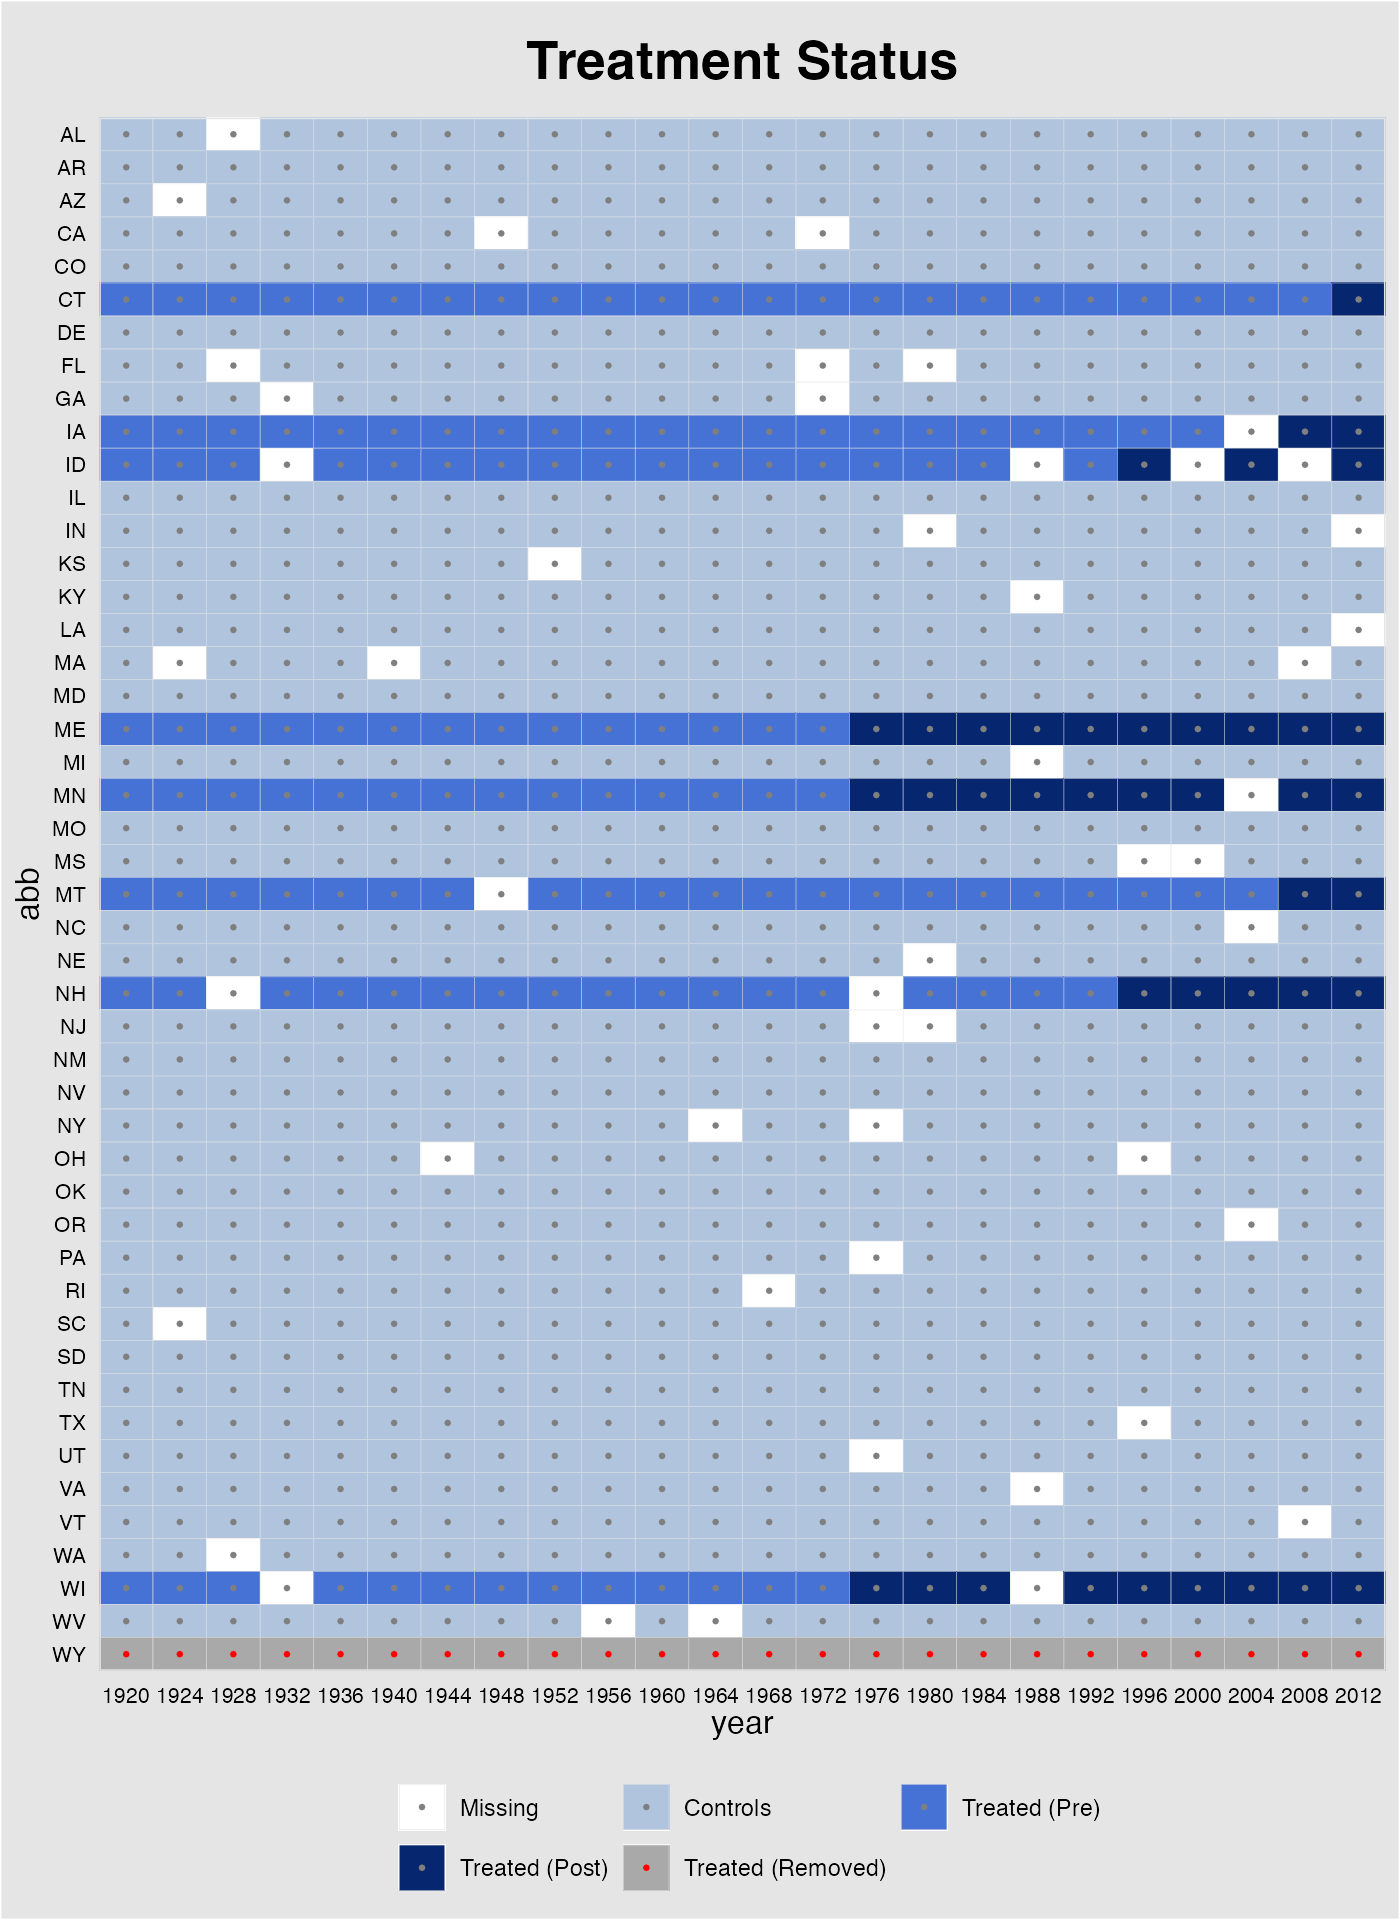 Treatment Status
AL
AR
AZ
CA
CO
CT
DE
FL
GA
IA
ID
IL
IN
KS
KY
LA
MA
MD
ME
MI
MN
MO
MS
MT
NC
NE
NH
NJ
NM
NV
NY
OH
OK
OR
PA
RI
SC
SD
TN
TX
UT
VA
VT
WA
WI
WV
WY
abb
1920 1924 1928 1932 1936 1940 1944 1948 1952 1956 1960 1964 1968 1972 1976 1980 1984 1988 1992 1996 2000 2004 2008 2012
year
Missing Controls Treated (Pre)
Treated (Post) Treated (Removed)